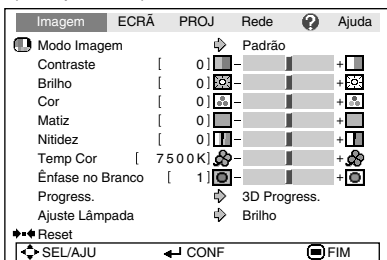 Imagem ECRÃ PROJ Rede ? Ajuda
Modo Imagem Padrão
Contraste [ 0] - +
Brilho [ 0] - +
Cor [ 0] - +
Matiz [ 0] - +
Nitidez [ 0] - +
Temp Cor [ 7500K] - +
Ênfase no Branco [ 1] - +
Progress. 3D Progress.
Ajuste Lâmpada Brilho
Reset
SEL/AJU CONF FIM